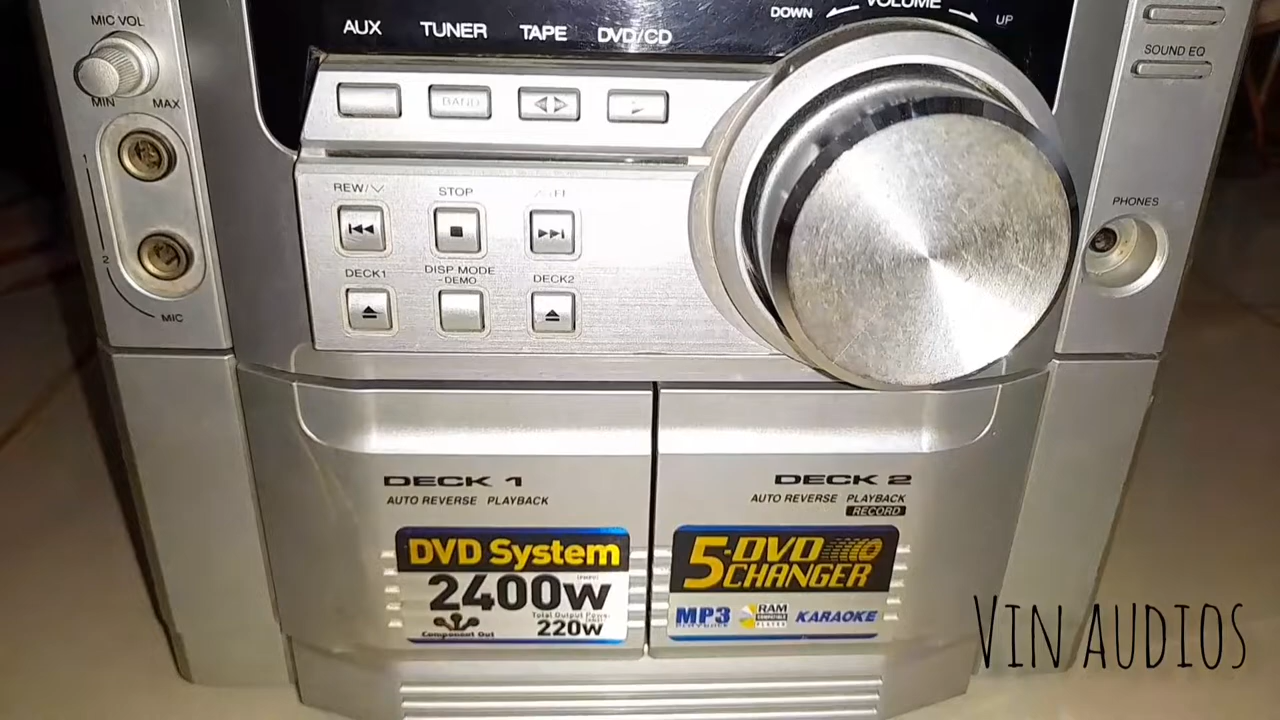 MIC VOL
MIN
MAX
2
MIC
AUX
TUNER
TAPE
DVD/CD
VOLUME
DOWN
UP
BAND
REW/
STOP
DECK1
DISP MODE
-DEMO
DECK2
SOUND EQ
PHONES
DECK 1
AUTO REVERSE PLAYBACK
DVD System
2400w
Total Output Power
220w
Component Out
DECK 2
AUTO REVERSE PLAYBACK
RECORD
5-DVD
CHANGER
MP3
RAM
KARAOKE
VIN AUDIOS